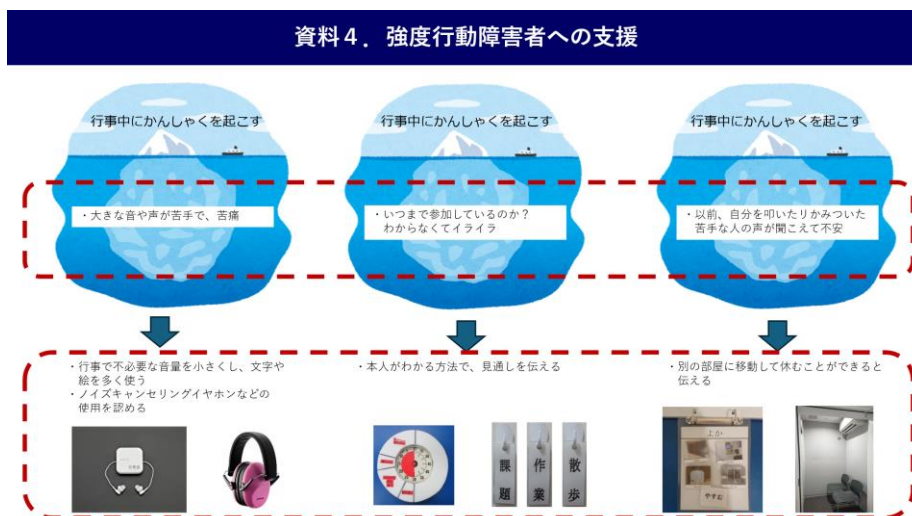 資料４．強度行動障害者への支援
行事中にかんしゃくを起こす
・大きな音や声が苦手で、苦痛
・行事で不必要な音量を小さくし、文字や
絵を多く使う
・ノイズキャンセリングイヤホンなどの
使用を認める
行事中にかんしゃくを起こす
・いつまで参加しているのか？
わからなくてイライラ
・本人がわかる方法で、見通しを伝える
課題
作業
散歩
行事中にかんしゃくを起こす
・以前、自分を叩いたりかみついた
苦手な人の声が聞こえて不安
・別の部屋に移動して休むことができると
伝える
やすむ